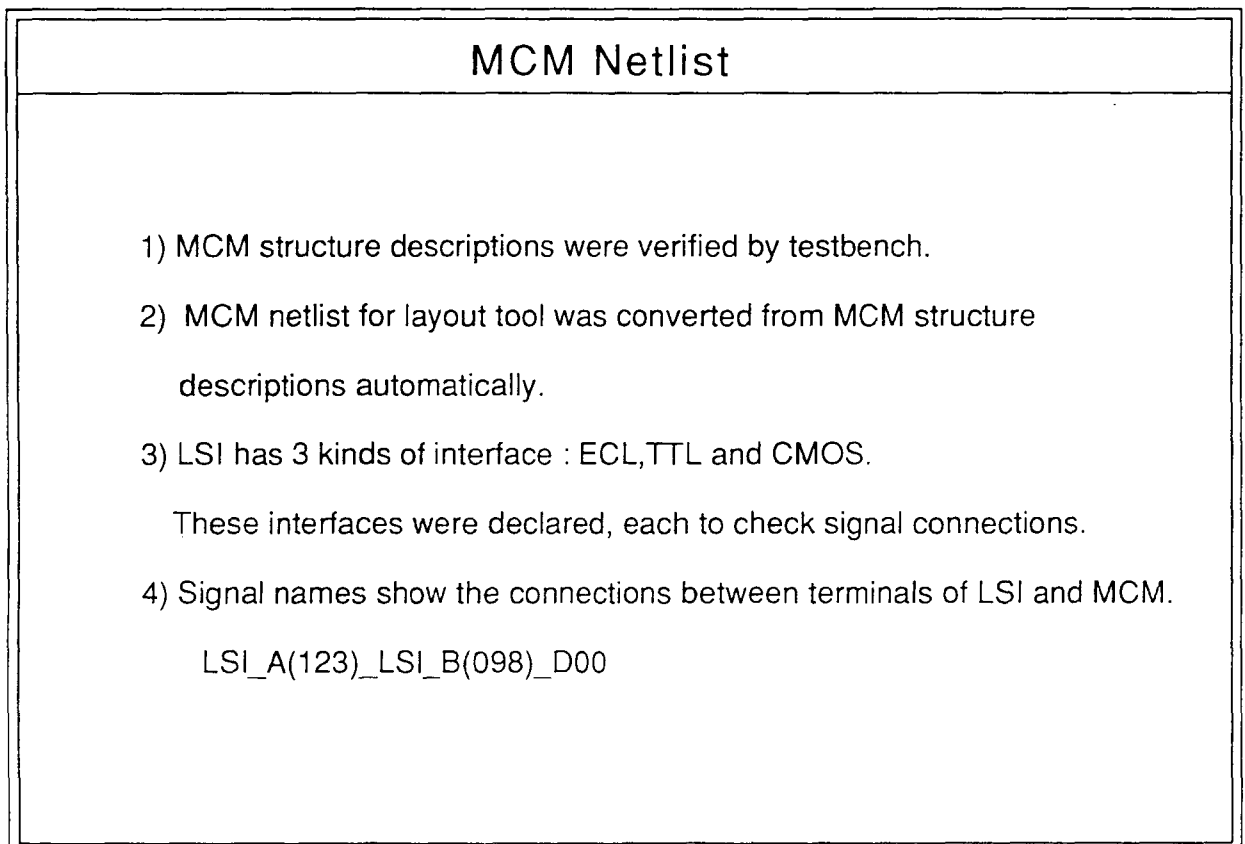 MCM Netlist
1) MCM structure descriptions were verified by testbench.
2) MCM netlist for layout tool was converted from MCM structure
descriptions automatically.
3) LSI has 3 kinds of interface : ECL,TTL and CMOS.
These interfaces were declared, each to check signal connections.
4) Signal names show the connections between terminals of LSI and MCM.
LSI_A(123)_LSI_B(098)_D00